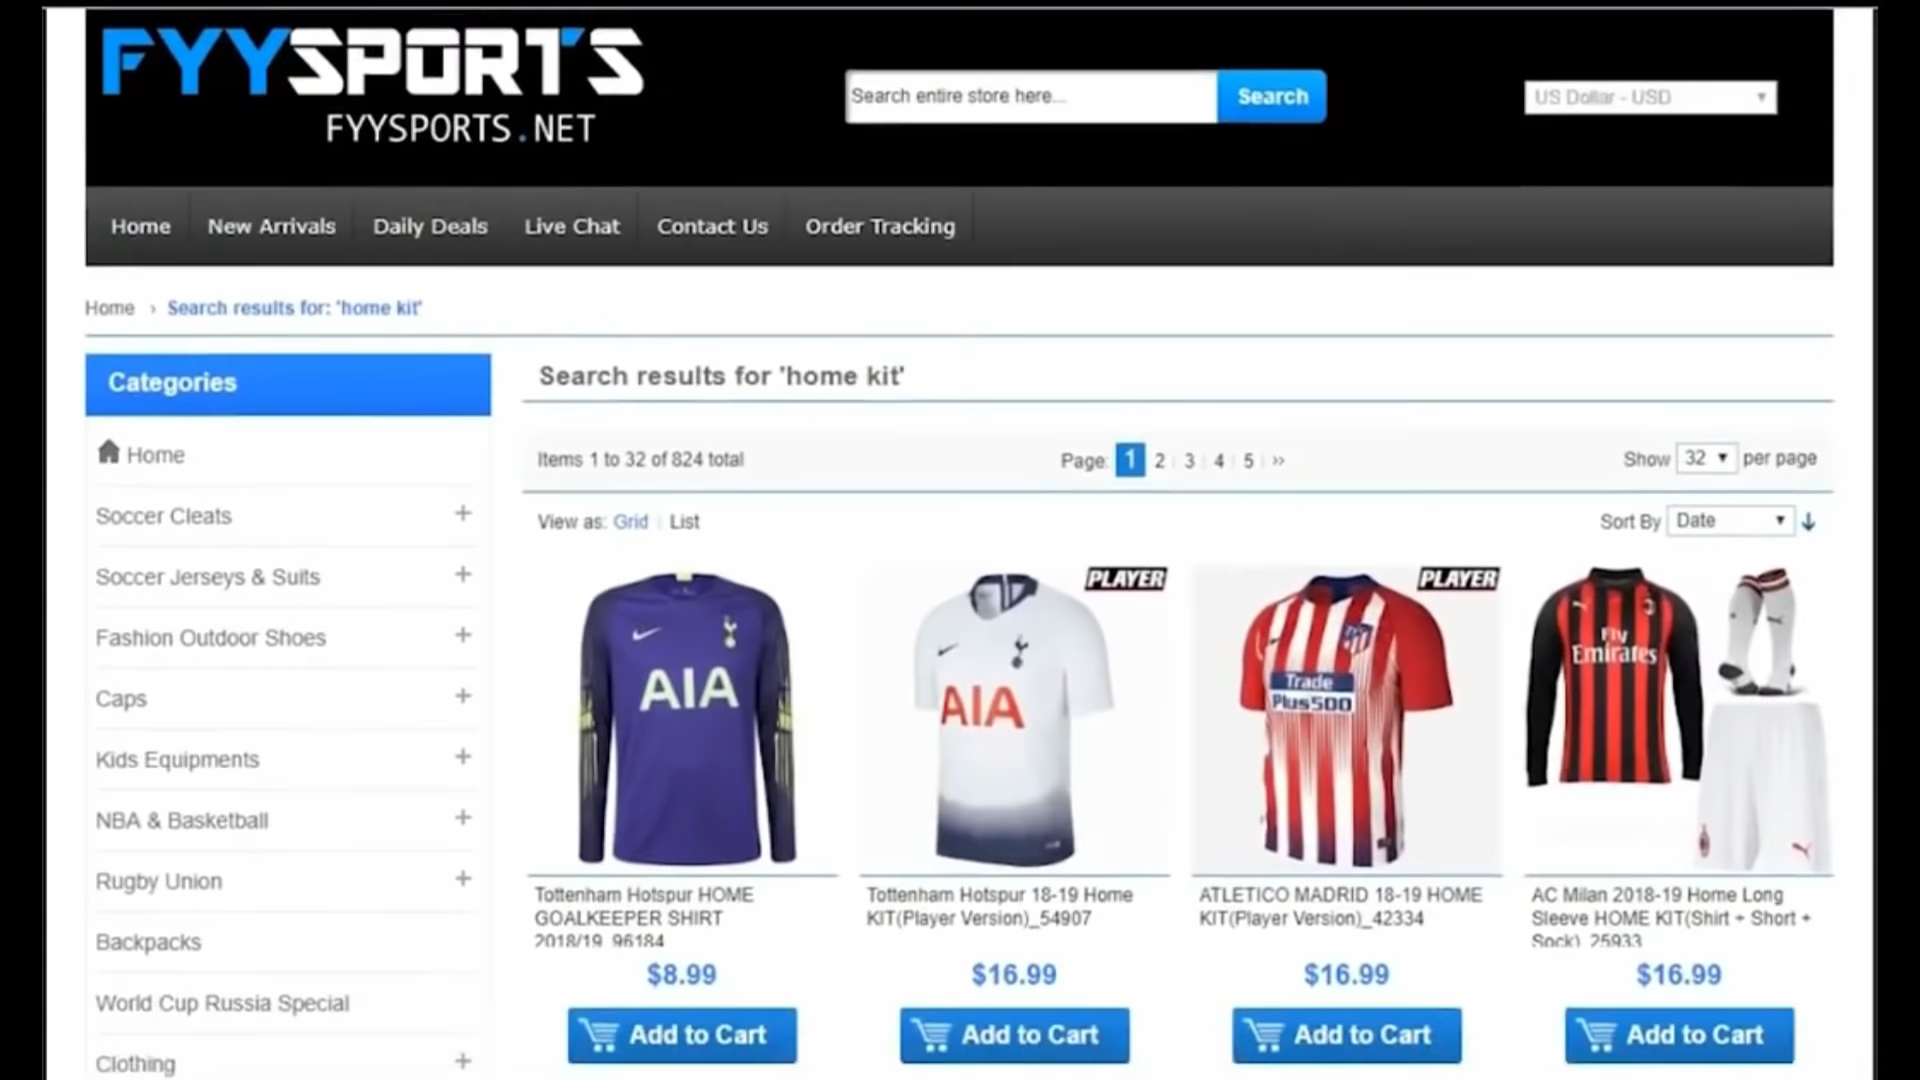 FYYSPORTS
FYYSPORTS.NET
Search entire store here...
Search
US Dollar - USD
Home
New Arrivals
Daily Deals
Live Chat
Contact Us
Order Tracking
Home › Search results for: 'home kit'
Categories
Home
Soccer Cleats +
Soccer Jerseys & Suits +
Fashion Outdoor Shoes +
Caps +
Kids Equipments +
NBA & Basketball +
Rugby Union +
Backpacks
World Cup Russia Special
Clothing +
Search results for 'home kit'
Items 1 to 32 of 824 total
Page: 1 2 3 4 5 ››
Show 32 per page
View as: Grid List
Sort By Date
AIA
PLAYER
AIA
PLAYER
Trade
Plus500
Fly
Emirates
Tottenham Hotspur HOME
GOALKEEPER SHIRT
2018/19_96184
$8.99
Add to Cart
Tottenham Hotspur 18-19 Home
KIT(Player Version)_54907
$16.99
Add to Cart
ATLETICO MADRID 18-19 HOME
KIT(Player Version)_42334
$16.99
Add to Cart
AC Milan 2018-19 Home Long
Sleeve HOME KIT(Shirt + Short +
Sock)_25933
$16.99
Add to Cart